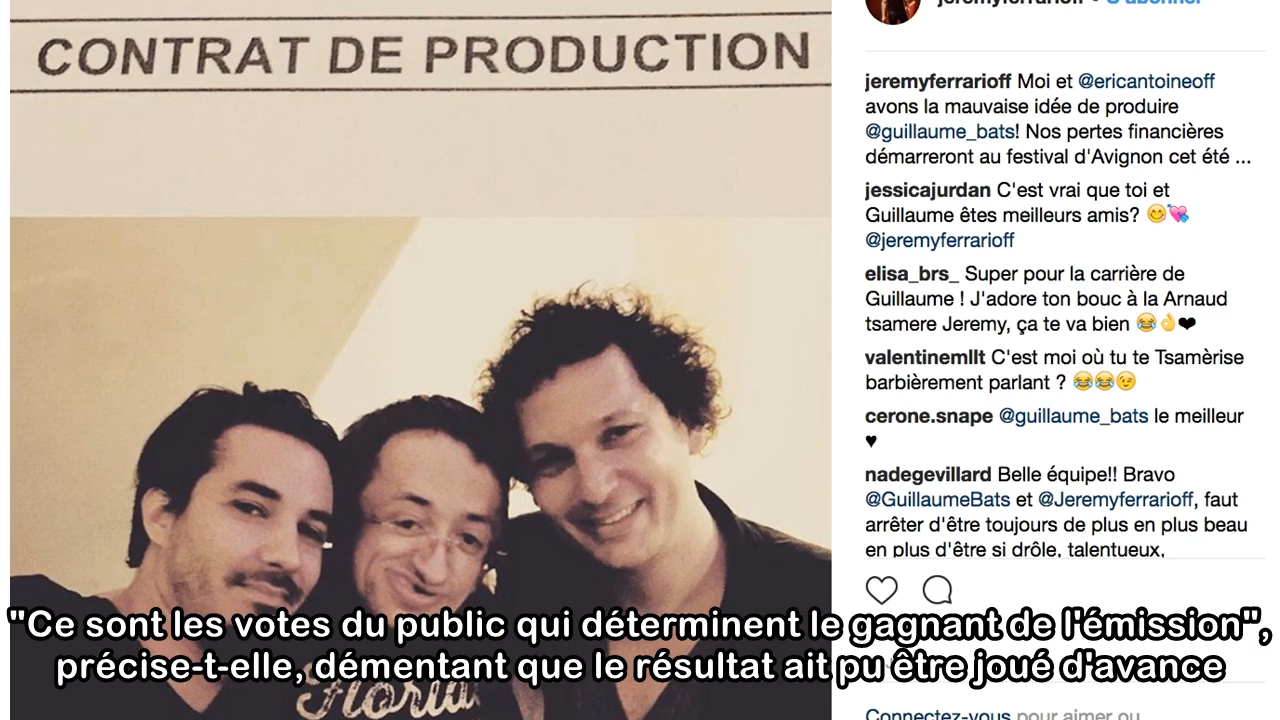 jeremyferrarioff • S'abonner
CONTRAT DE PRODUCTION
jeremyferrarioff Moi et @ericantoineoff
avons la mauvaise idée de produire
@guillaume_bats! Nos pertes financières
démarreront au festival d'Avignon cet été ...
jessicajurdan C'est vrai que toi et
Guillaume êtes meilleurs amis? 😊💘
@jeremyferrarioff
elisa_brs_ Super pour la carrière de
Guillaume ! J'adore ton bouc à la Arnaud
tsamere Jeremy, ça te va bien 😂👌❤
valentinemllt C'est moi où tu te Tsamèrise
barbièrement parlant ? 😂😂😉
cerone.snape @guillaume_bats le meilleur
♥
nadegevillard Belle équipe!! Bravo
@GuillaumeBats et @Jeremyferrarioff, faut
arrêter d'être toujours de plus en plus beau
en plus d'être si drôle, talentueux,
"Ce sont les votes du public qui déterminent le gagnant de l'émission",
précise-t-elle, démentant que le résultat ait pu être joué d'avance
Floria
Connectez-vous pour aimer ou